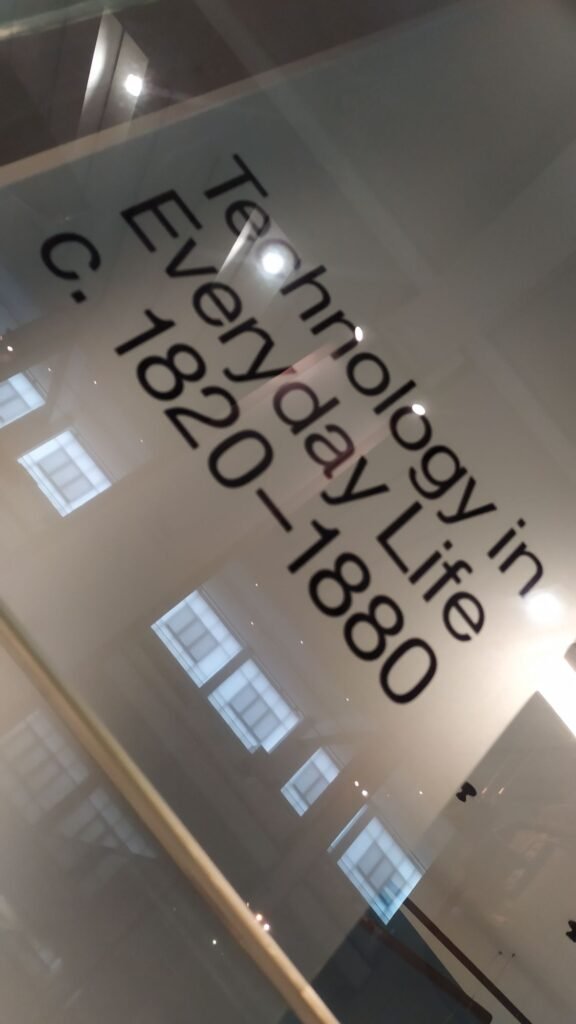 Technology in
Everyday Life
c. 1820–1880